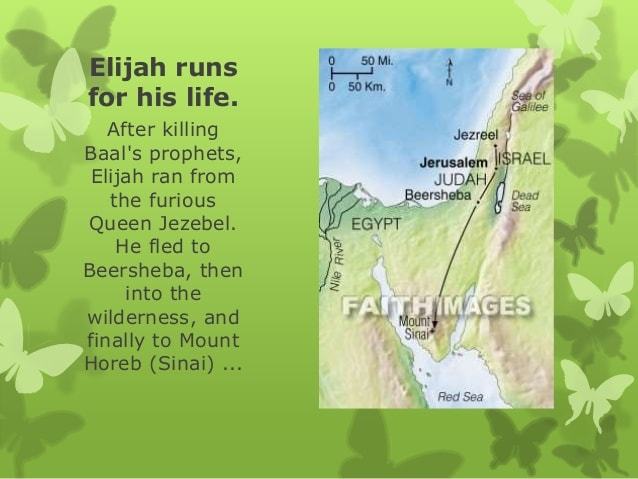 Elijah runs
for his life.
After killing
Baal's prophets,
Elijah ran from
the furious
Queen Jezebel.
He fled to
Beersheba, then
into the
wilderness, and
finally to Mount
Horeb (Sinai) ...
0 50 Mi.
0 50 Km.
N
Sea of
Galilee
Jezreel
Jerusalem
ISRAEL
JUDAH
Beersheba
Dead
Sea
EGYPT
Nile River
FAITHIMAGES
Mount
Sinai
Red Sea